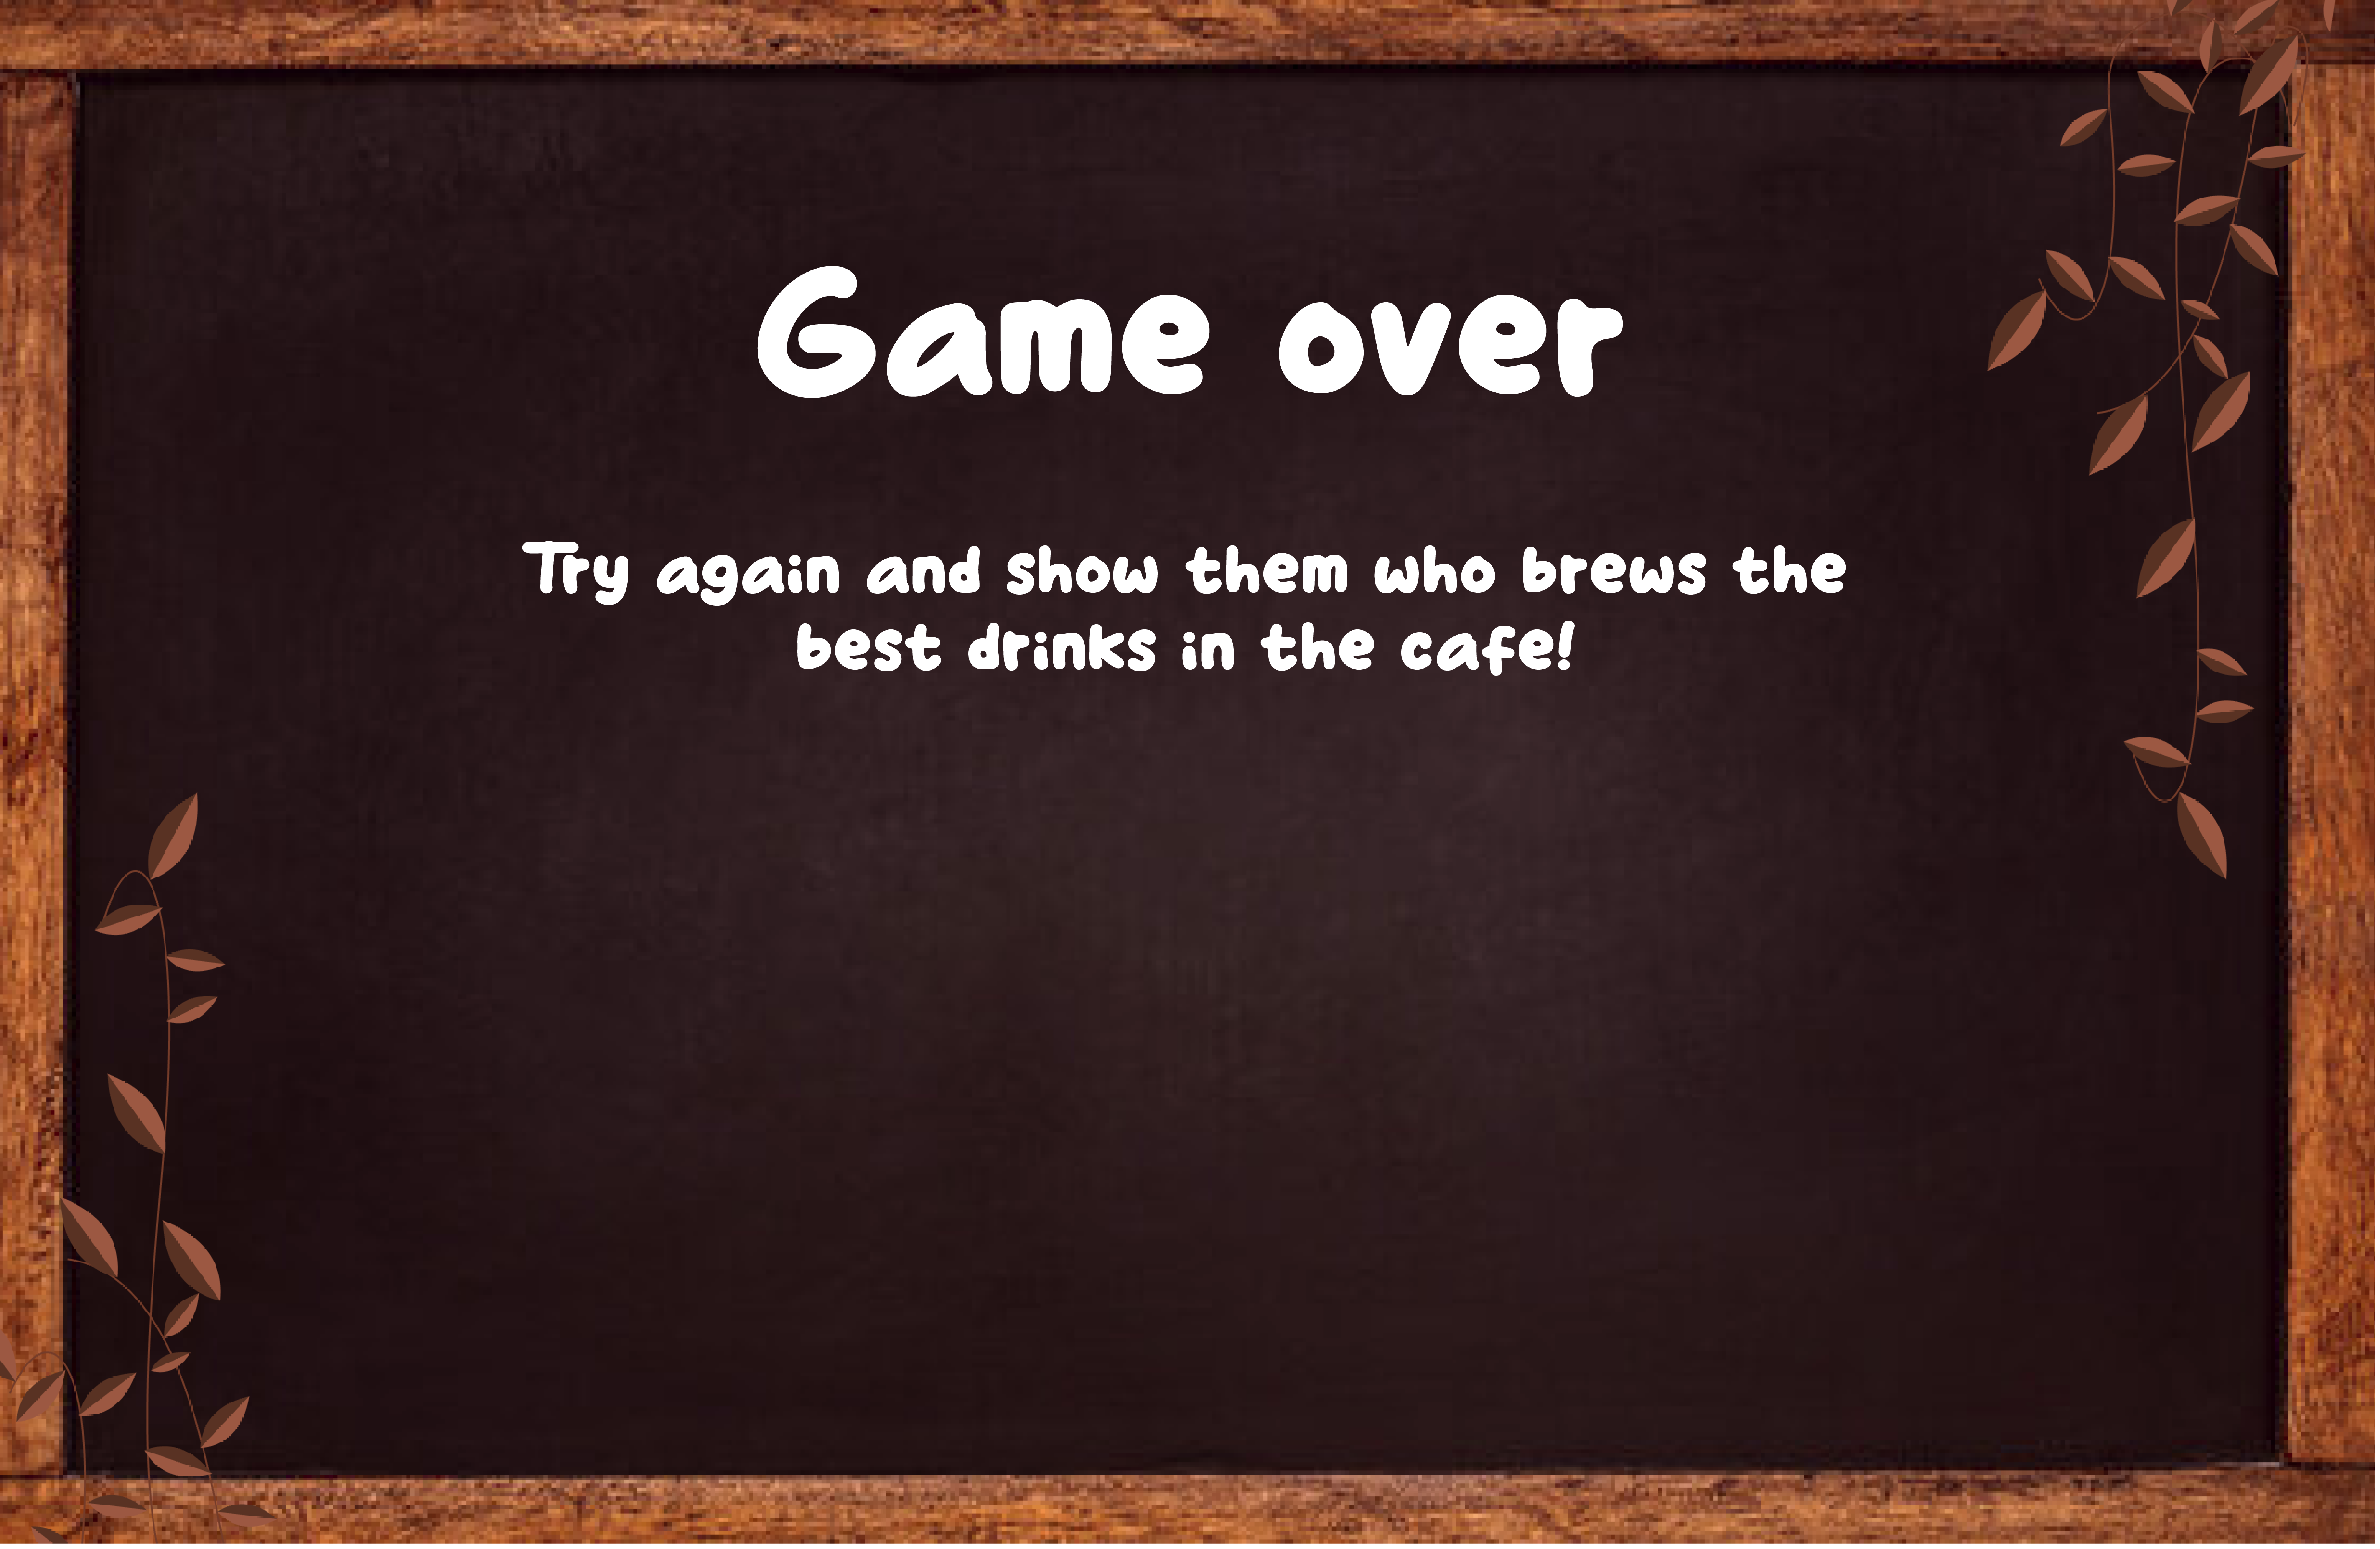 Game over
Try again and show them who brews the
best drinks in the cafe!